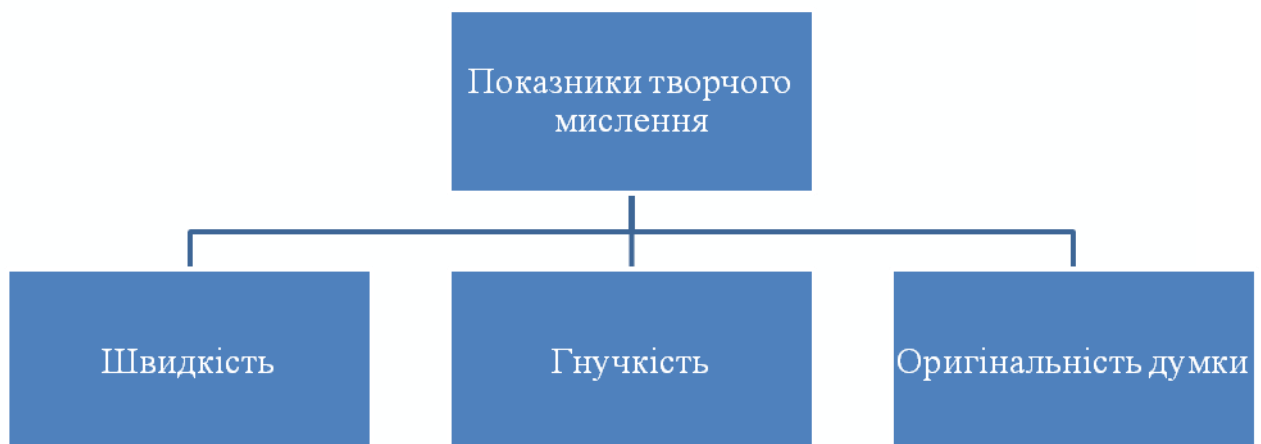 Показники творчого
мислення
Швидкість
Гнучкість
Оригінальність думки